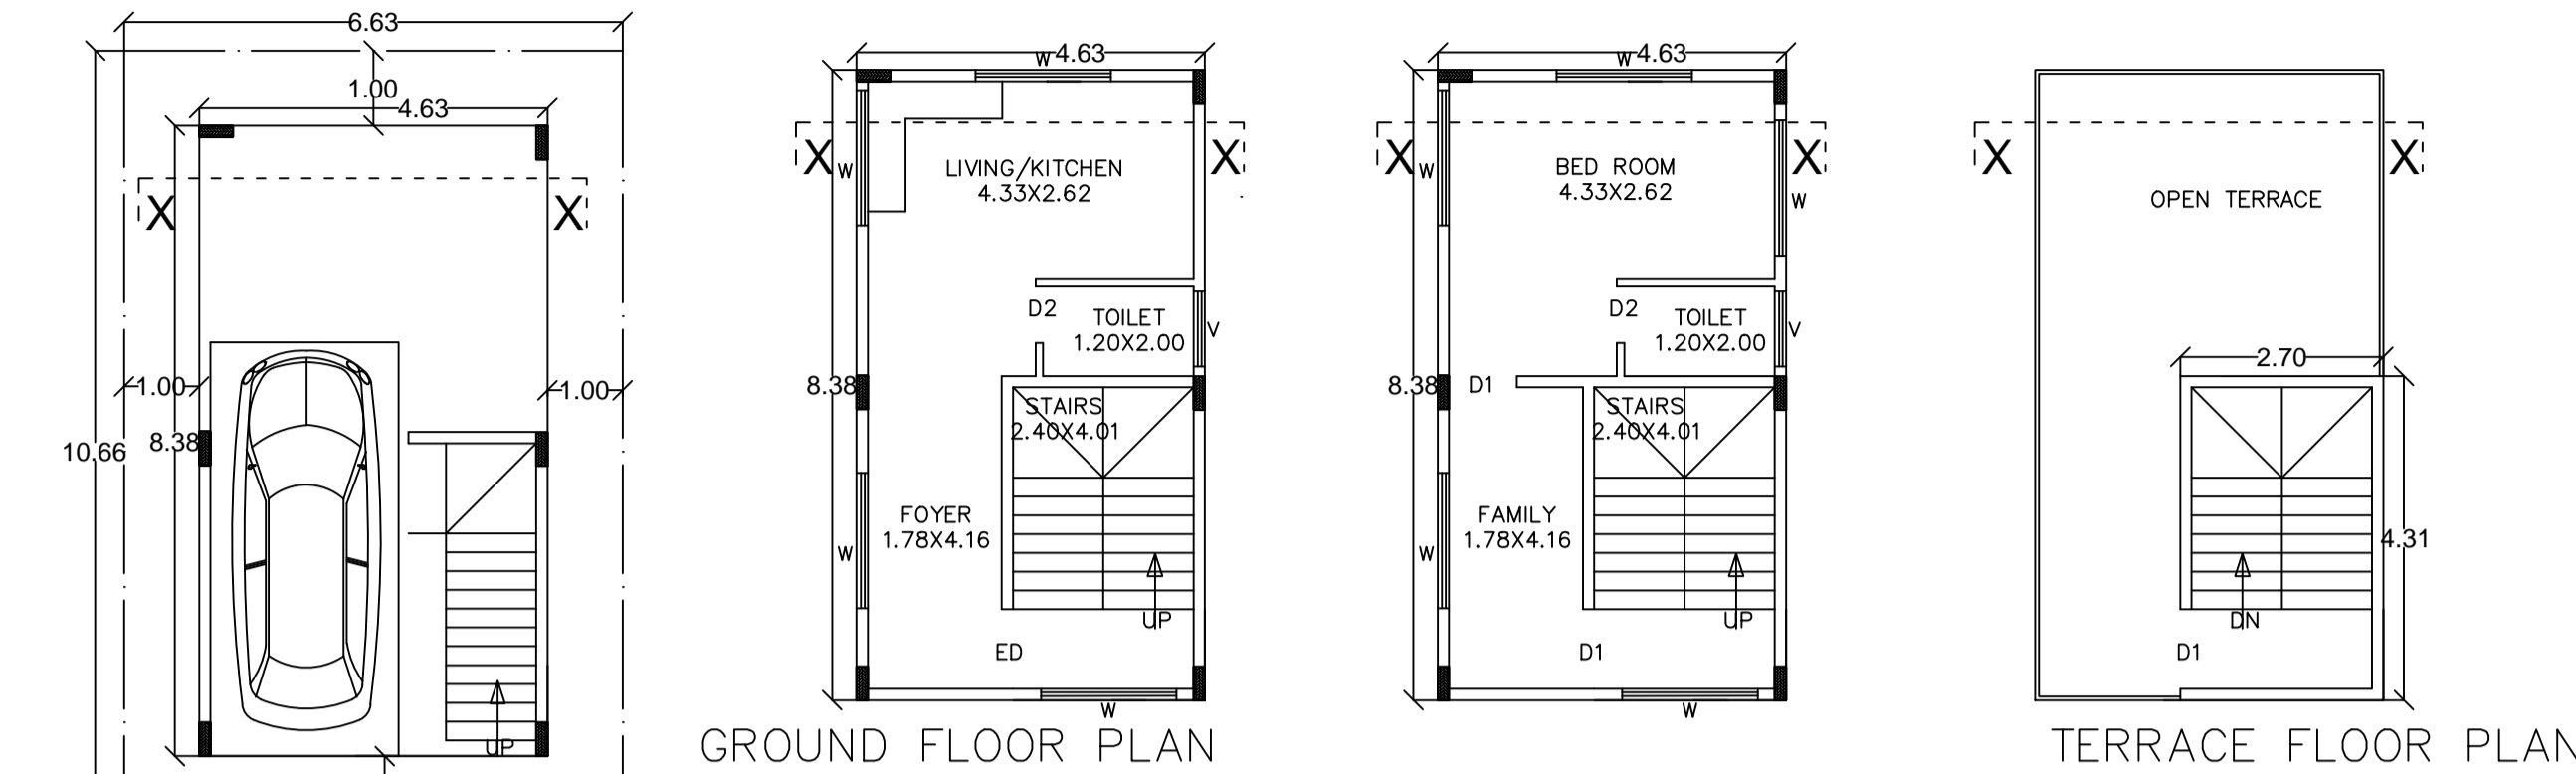 6.63
1.00
4.63
X X
1.00
1.00
8.38
10.66
UP
W
4.63
X X
W
LIVING/KITCHEN
4.33X2.62
D2
TOILET
1.20X2.00
V
8.38
STAIRS
2.40X4.01
FOYER
1.78X4.16
W
UP
ED
W
GROUND FLOOR PLAN
W
4.63
X X
W
BED ROOM
4.33X2.62
W
D2
TOILET
1.20X2.00
V
8.38
D1
STAIRS
2.40X4.01
FAMILY
1.78X4.16
W
UP
D1
W
X X
OPEN TERRACE
2.70
4.31
DN
D1
TERRACE FLOOR PLAN